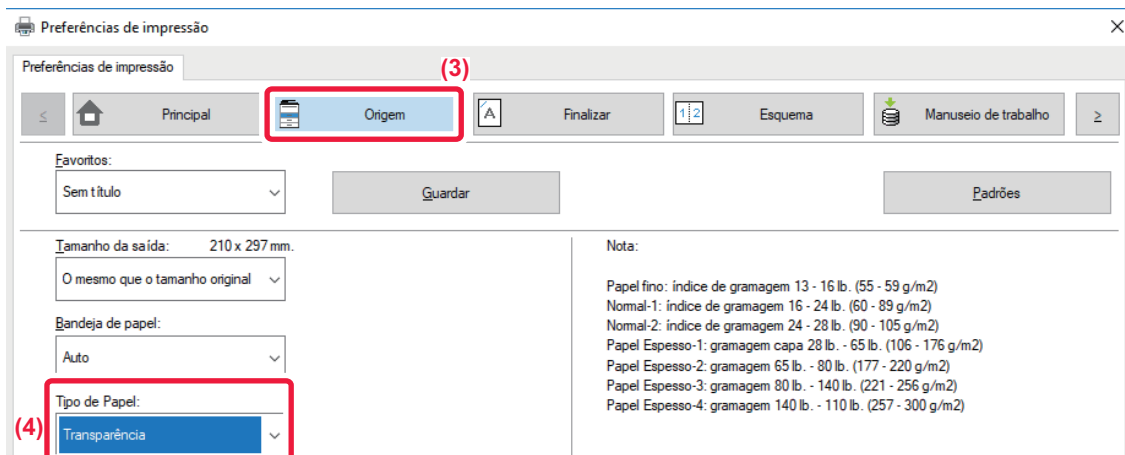 Preferências de impressão
Preferências de impressão
(3)
< Principal Origem A Finalizar 1 2 Esquema Manuseio de trabalho >
Favoritos:
Sem título Guardar Padrões
Tamanho da saída: 210 x 297 mm.
O mesmo que o tamanho original
Bandeja de papel:
Auto
Tipo de Papel:
(4) Transparência
Nota:
Papel fino: índice de gramagem 13 - 16 lb. (55 - 59 g/m2)
Normal-1: índice de gramagem 16 - 24 lb. (60 - 89 g/m2)
Normal-2: índice de gramagem 24 - 28 lb. (90 - 105 g/m2)
Papel Espesso-1: gramagem capa 28 lb. - 65 lb. (106 - 176 g/m2)
Papel Espesso-2: gramagem 65 lb. - 80 lb. (177 - 220 g/m2)
Papel Espesso-3: gramagem 80 lb. - 140 lb. (221 - 256 g/m2)
Papel Espesso-4: gramagem 140 lb. - 110 lb. (257 - 300 g/m2)